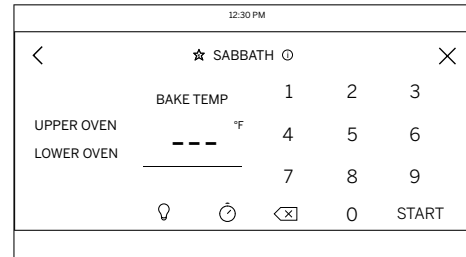 12:30 PM
SABBATH
BAKE TEMP
1 2 3
UPPER OVEN
--- °F
4 5 6
LOWER OVEN
7 8 9
0 START